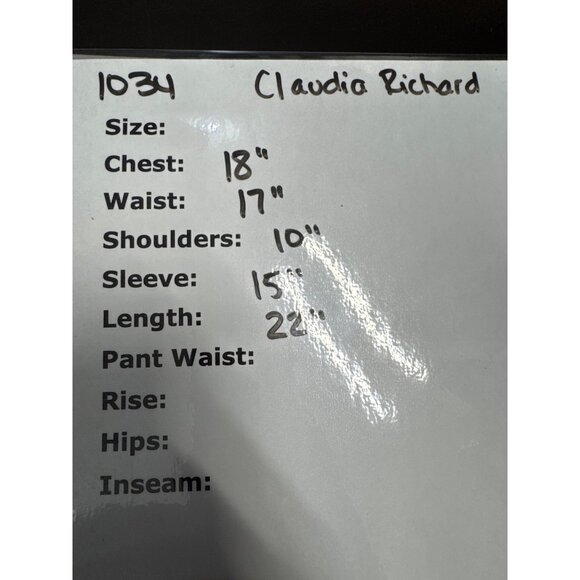 1034 Claudia Richard
Size:
Chest: 18"
Waist: 17"
Shoulders: 10"
Sleeve: 15"
Length: 22"
Pant Waist:
Rise:
Hips:
Inseam: